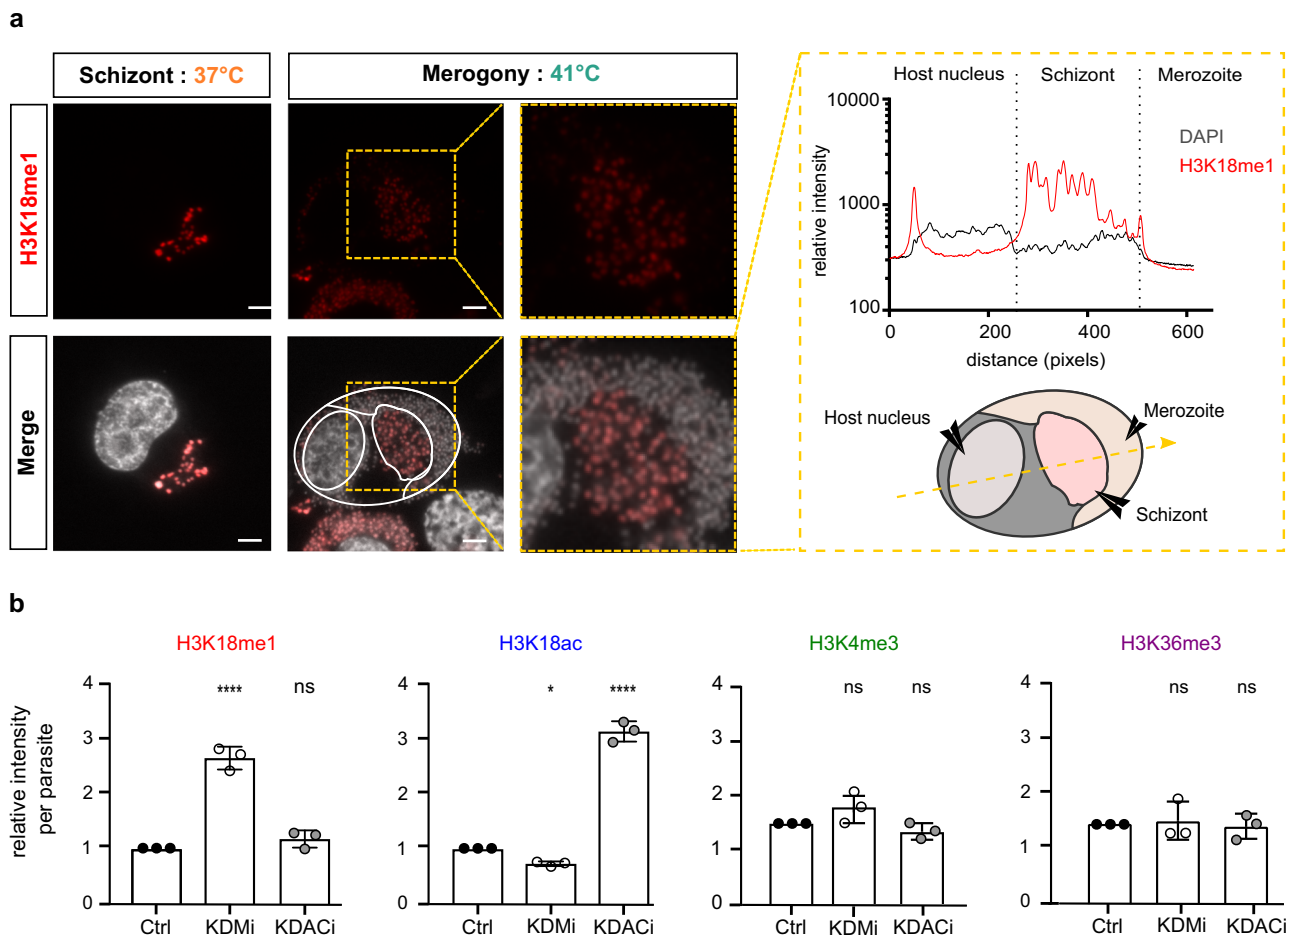 a
Schizont : 37°C
Merogony : 41°C
H3K18me1
Merge
Host nucleus
Schizont
Merozoite
10000
1000
100
relative intensity
DAPI
H3K18me1
0
200
400
600
distance (pixels)
Host nucleus
Merozoite
Schizont
b
H3K18me1
relative intensity
per parasite
4
3
2
1
0
****
ns
Ctrl
KDMi
KDACi
H3K18ac
4
3
2
1
0
*
****
Ctrl
KDMi
KDACi
H3K4me3
4
3
2
1
0
ns
ns
Ctrl
KDMi
KDACi
H3K36me3
4
3
2
1
0
ns
ns
Ctrl
KDMi
KDACi